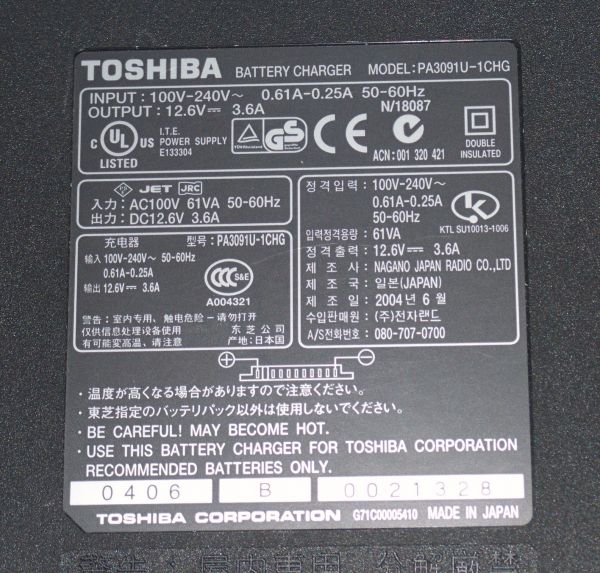 TOSHIBA BATTERY CHARGER MODEL: PA3091U-1CHG
INPUT: 100V-240V~ 0.61A-0.25A 50-60Hz
OUTPUT: 12.6V⎓ 3.6A N/18087
C UL US
LISTED
I.T.E.
POWER SUPPLY
E133304
GS
CE
ACN: 001 320 421
DOUBLE
INSULATED
JET JRC
入力: AC100V 61VA 50-60Hz
出力: DC12.6V 3.6A
充电器 型号: PA3091U-1CHG
输入 100V-240V~ 50-60Hz
0.61A-0.25A
输出 12.6V⎓ 3.6A
CCC S&E
A004321
警告: 室内专用, 触电危险-请勿打开
仅供信息处理设备使用 东芝公司
有可能变高温, 请注意 产地: 日本国
정격입력: 100V-240V~
0.61A-0.25A
50-60Hz
KTL SU10013-1006
입력정격용량: 61VA
정격출력: 12.6V⎓ 3.6A
제조사: NAGANO JAPAN RADIO CO.,LTD
제조국: 일본(JAPAN)
제조일: 2004년 6월
수입판매원: (주)전자랜드
A/S전화번호: 080-707-0700
・温度が高くなる場合がありますのでご注意ください。
・東芝指定のバッテリパック以外は使用しないでください。
・BE CAREFUL! MAY BECOME HOT.
・USE THIS BATTERY CHARGER FOR TOSHIBA CORPORATION
RECOMMENDED BATTERIES ONLY.
0406 B 0021328
TOSHIBA CORPORATION G71C00005410 MADE IN JAPAN